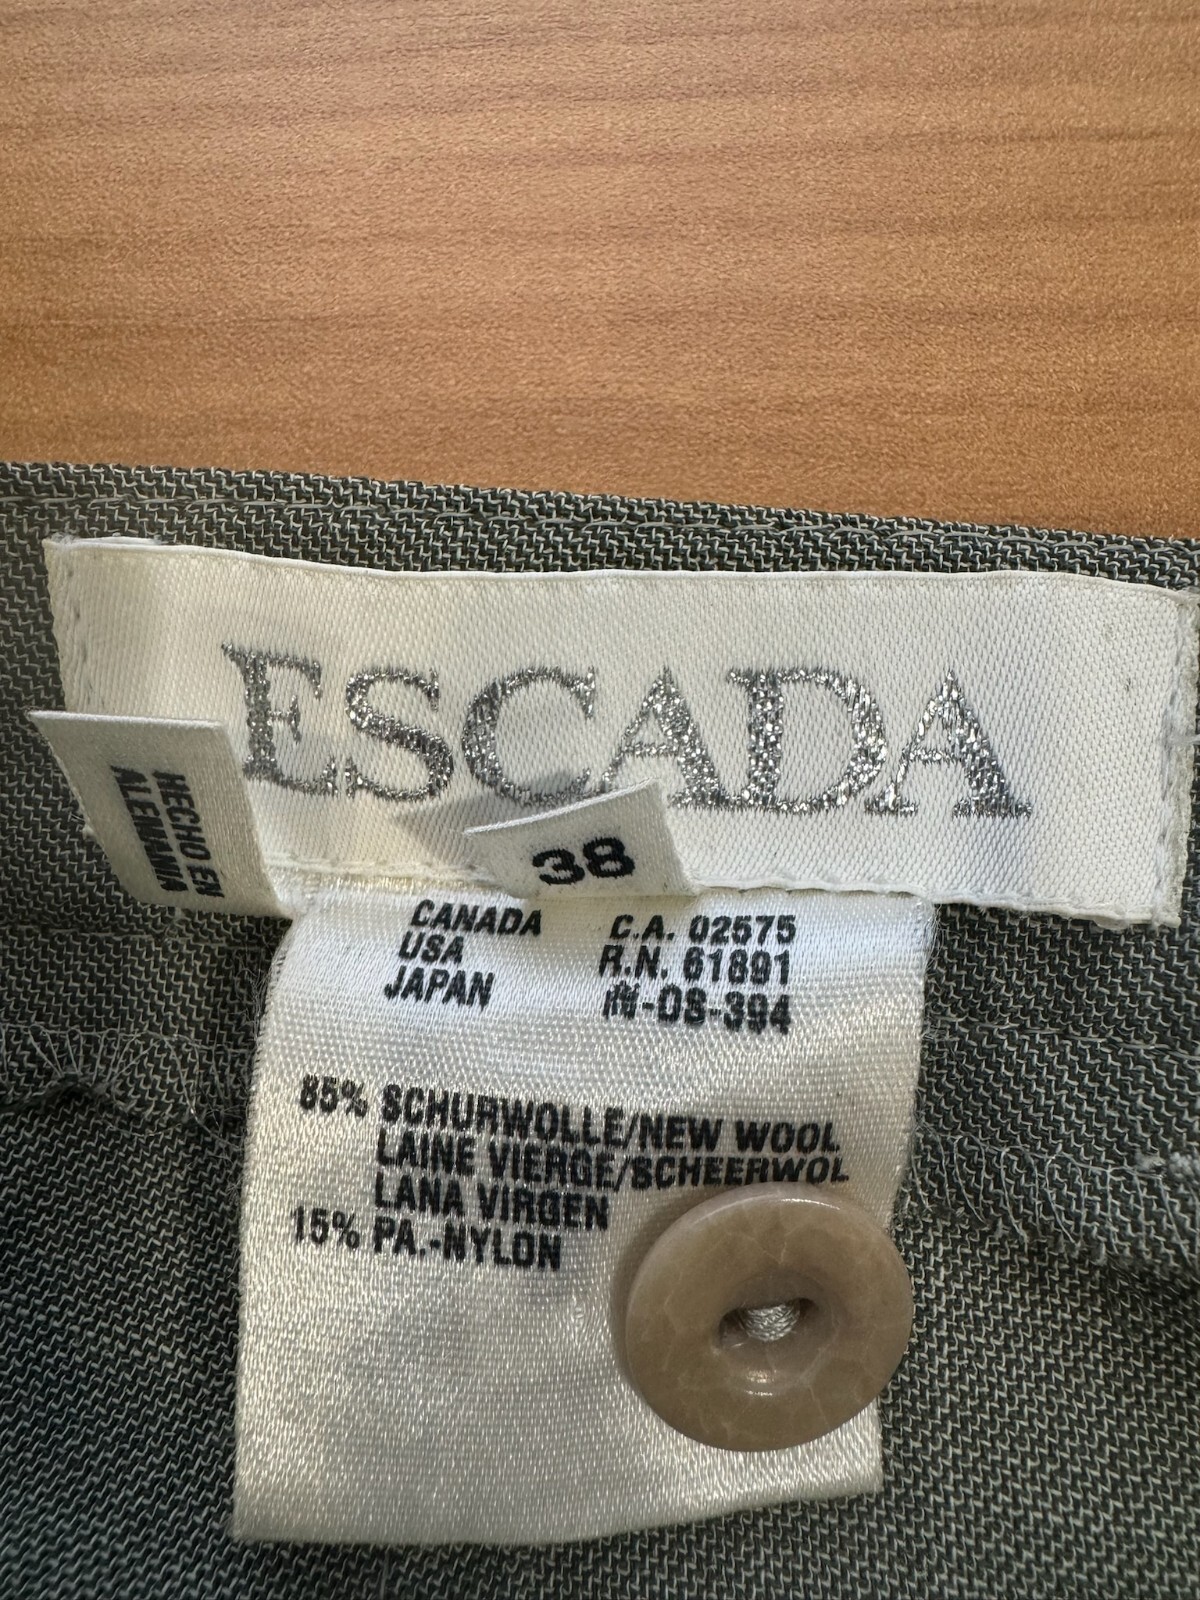 ESCADA
HECHO EN
ALEMANIA
38
CANADA C.A. 02575
USA R.N. 61891
JAPAN IN-DS-394
85% SCHURWOLLE/NEW WOOL
LAINE VIERGE/SCHEERWOL
LANA VIRGEN
15% PA.-NYLON